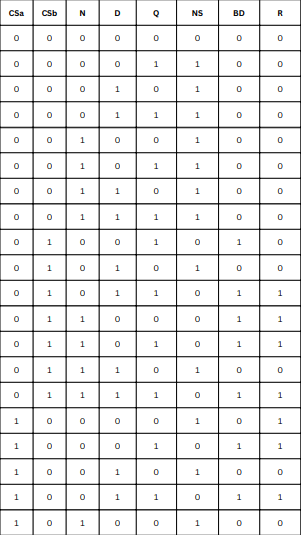 CSa CSb N D Q NS BD R
0 0 0 0 0 0 0 0
0 0 0 0 1 1 0 0
0 0 0 1 0 1 0 0
0 0 0 1 1 1 0 0
0 0 1 0 0 1 0 0
0 0 1 0 1 1 0 0
0 0 1 1 0 1 0 0
0 0 1 1 1 1 0 0
0 1 0 0 1 0 1 0
0 1 0 1 0 1 0 0
0 1 0 1 1 0 1 1
0 1 1 0 0 0 1 1
0 1 1 0 1 0 1 1
0 1 1 1 0 1 0 0
0 1 1 1 1 0 1 1
1 0 0 0 0 1 0 1
1 0 0 0 1 0 1 1
1 0 0 1 0 1 0 0
1 0 0 1 1 0 1 1
1 0 1 0 0 1 0 0